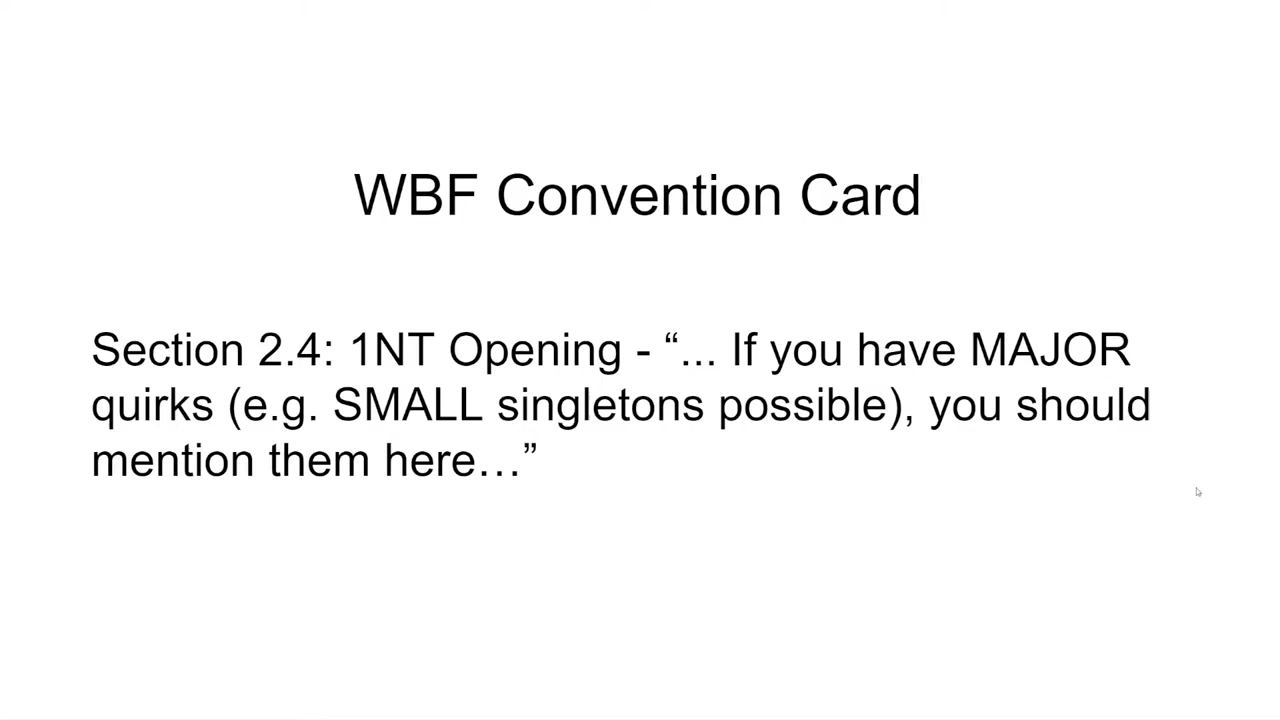 WBF Convention Card
Section 2.4: 1NT Opening - “... If you have MAJOR
quirks (e.g. SMALL singletons possible), you should
mention them here…”